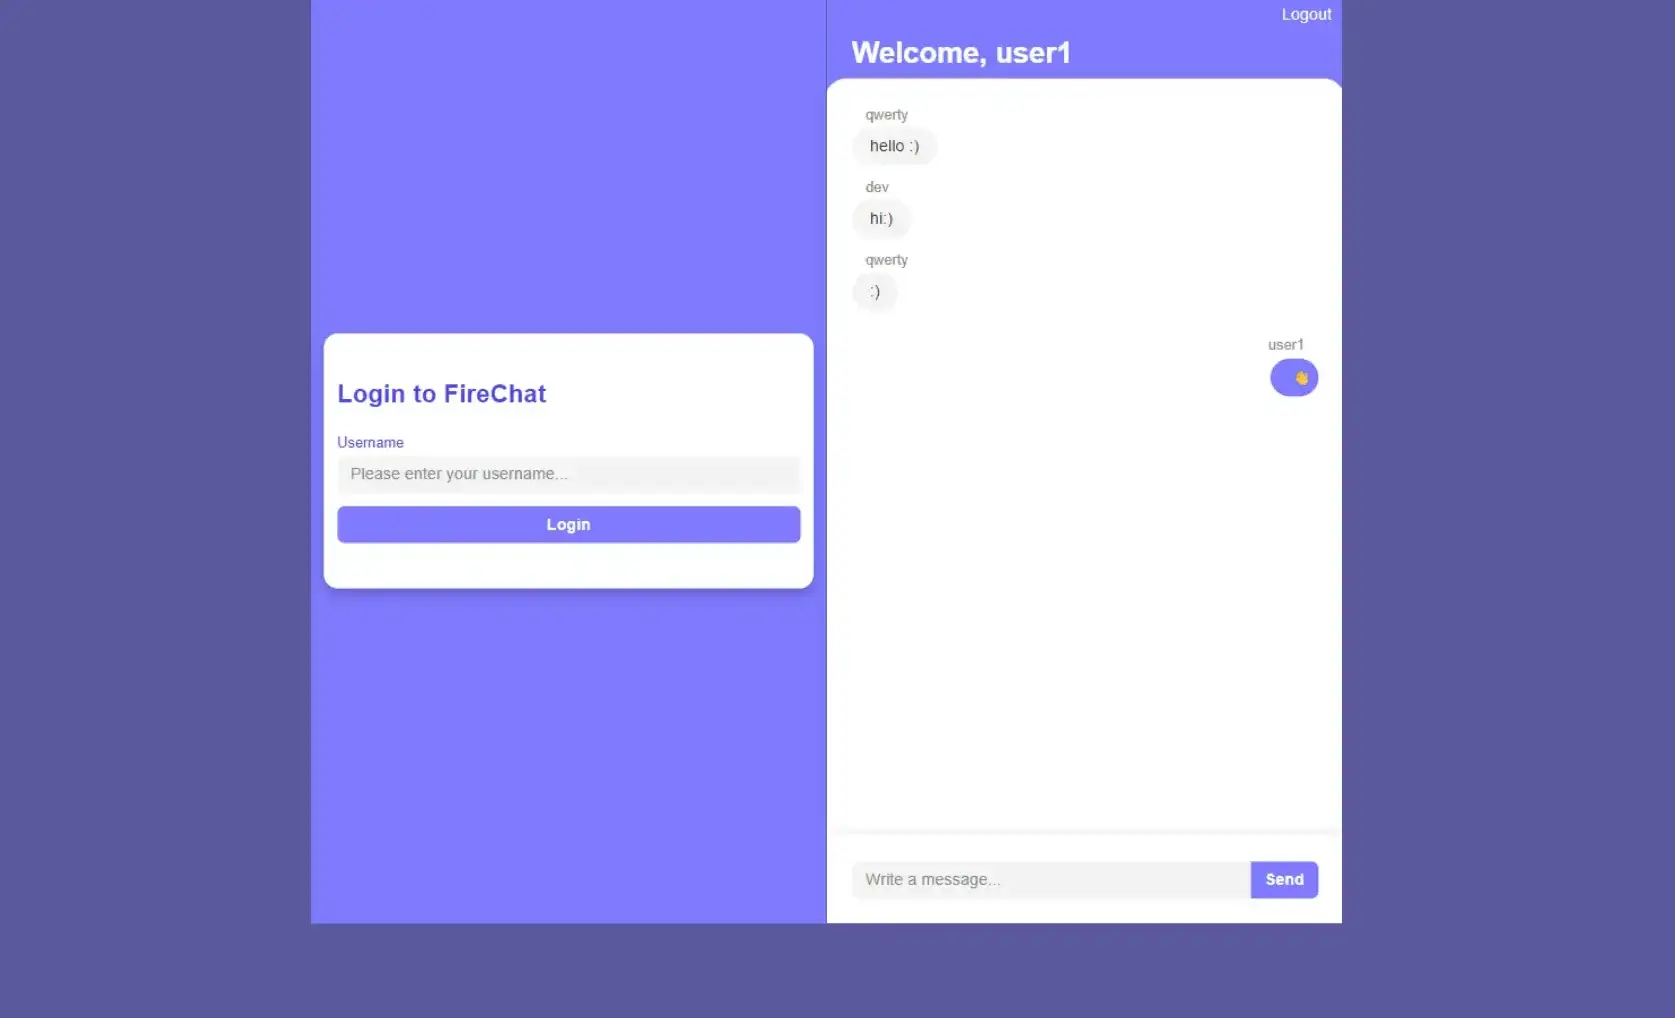 Login to FireChat
Username
Please enter your username...
Login
Logout
Welcome, user1
qwerty
hello :)
dev
hi:)
qwerty
:)
user1
👋
Write a message...
Send